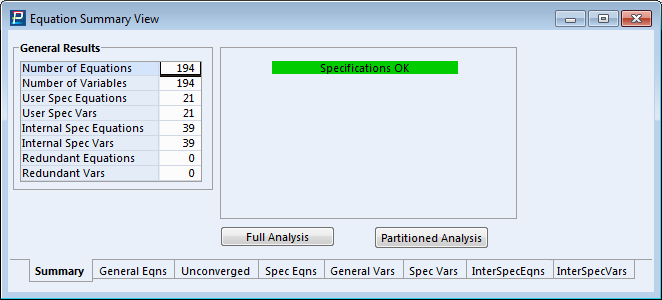 Equation Summary View
General Results
Number of Equations 194
Number of Variables 194
User Spec Equations 21
User Spec Vars 21
Internal Spec Equations 39
Internal Spec Vars 39
Redundant Equations 0
Redundant Vars 0
Specifications OK
Full Analysis Partitioned Analysis
Summary General Eqns Unconverged Spec Eqns General Vars Spec Vars InterSpecEqns InterSpecVars